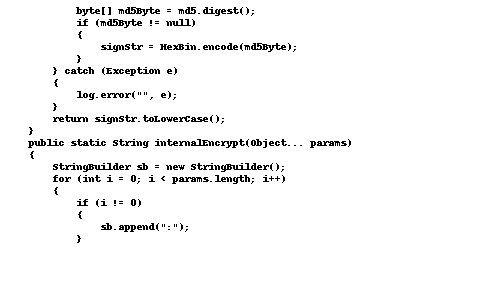 byte[] md5Byte = md5.digest();
if (md5Byte != null)
{
signStr = HexBin.encode(md5Byte);
}
} catch (Exception e)
{
log.error("", e);
}
return signStr.toLowerCase();
}
public static String internalEncrypt(Object... params)
{
StringBuilder sb = new StringBuilder();
for (int i = 0; i < params.length; i++)
{
if (i != 0)
{
sb.append(":");
}